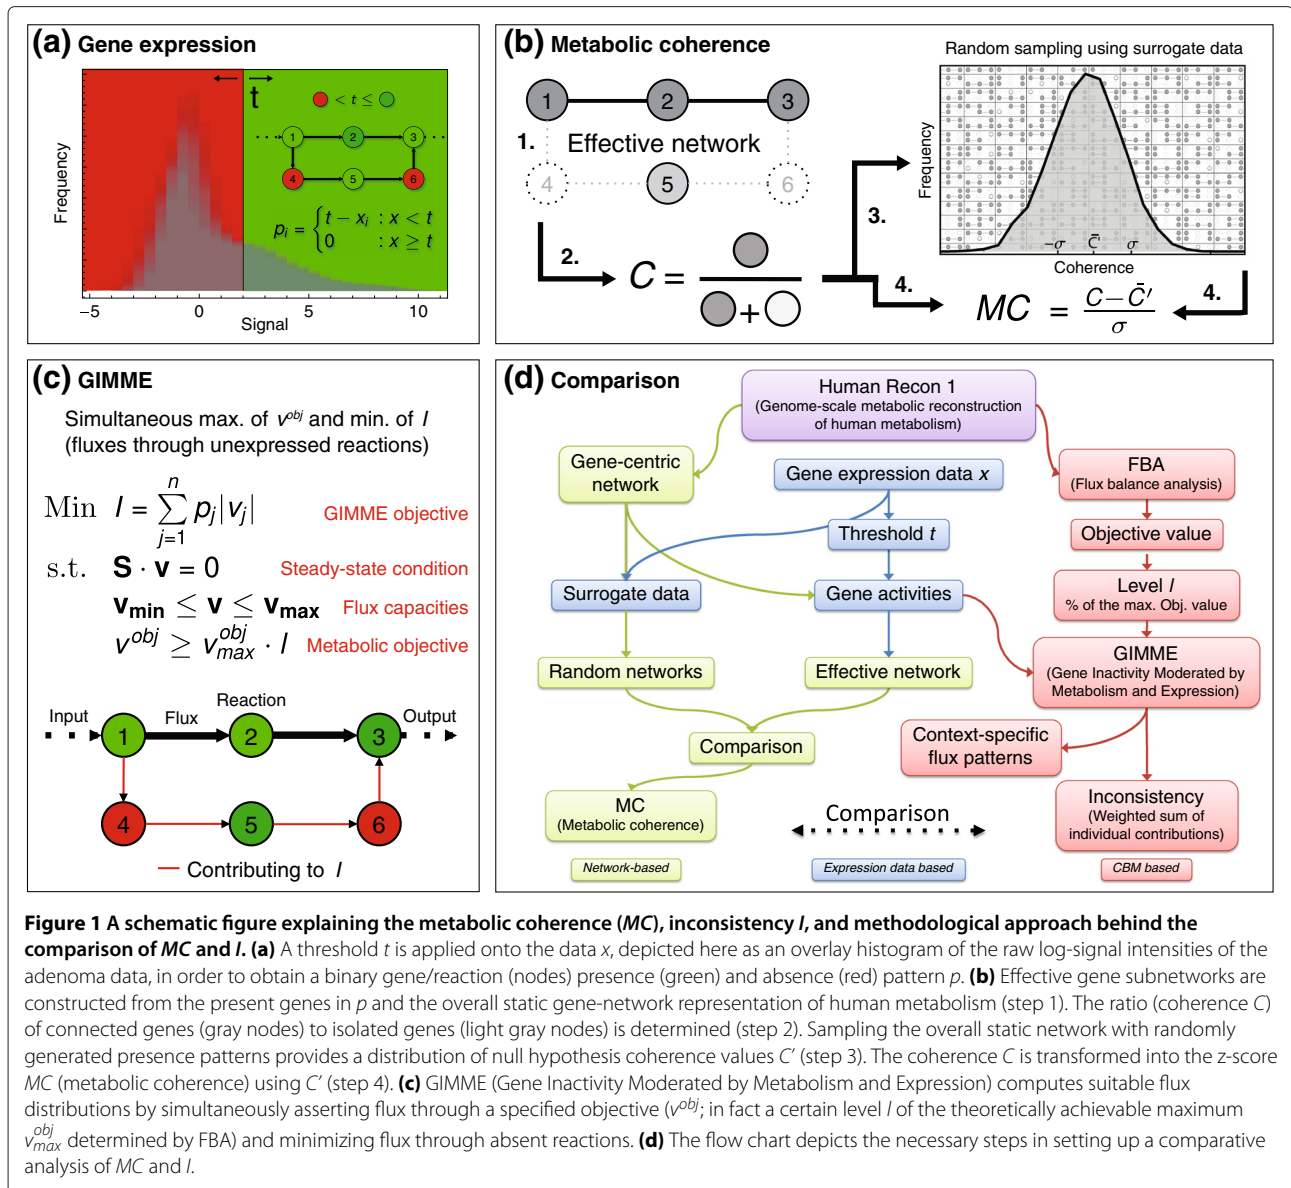 (a) Gene expression
t
< t ≤
1
2
3
4
5
6
p_i = { t − x_i : x < t
0 : x ≥ t
Frequency
−5
0
5
10
Signal
(b) Metabolic coherence
Random sampling using surrogate data
1
2
3
1.
Effective network
4
5
6
2.
C =
+
3.
4.
Frequency
−σ
C̄'
σ
Coherence
MC = (C − C̄') / σ
4.
(c) GIMME
Simultaneous max. of v^obj and min. of I
(fluxes through unexpressed reactions)
Min I = ∑_{j=1}^{n} p_j|v_j| GIMME objective
s.t. S · v = 0 Steady-state condition
v_min ≤ v ≤ v_max Flux capacities
v^obj ≥ v_max^obj · l Metabolic objective
Input
Flux
Reaction
Output
1
2
3
4
5
6
Contributing to I
(d) Comparison
Human Recon 1
(Genome-scale metabolic reconstruction
of human metabolism)
Gene-centric
network
Gene expression data x
FBA
(Flux balance analysis)
Threshold t
Objective value
Surrogate data
Gene activities
Level l
% of the max. Obj. value
Random networks
Effective network
GIMME
(Gene Inactivity Moderated by
Metabolism and Expression)
Comparison
Context-specific
flux patterns
MC
(Metabolic coherence)
Comparison
Inconsistency
(Weighted sum of
individual contributions)
Network-based
Expression data based
CBM based
Figure 1 A schematic figure explaining the metabolic coherence (MC), inconsistency I, and methodological approach behind the
comparison of MC and I. (a) A threshold t is applied onto the data x, depicted here as an overlay histogram of the raw log-signal intensities of the
adenoma data, in order to obtain a binary gene/reaction (nodes) presence (green) and absence (red) pattern p. (b) Effective gene subnetworks are
constructed from the present genes in p and the overall static gene-network representation of human metabolism (step 1). The ratio (coherence C)
of connected genes (gray nodes) to isolated genes (light gray nodes) is determined (step 2). Sampling the overall static network with randomly
generated presence patterns provides a distribution of null hypothesis coherence values C' (step 3). The coherence C is transformed into the z-score
MC (metabolic coherence) using C' (step 4). (c) GIMME (Gene Inactivity Moderated by Metabolism and Expression) computes suitable flux
distributions by simultaneously asserting flux through a specified objective (v^obj; in fact a certain level l of the theoretically achievable maximum
v_max^obj determined by FBA) and minimizing flux through absent reactions. (d) The flow chart depicts the necessary steps in setting up a comparative
analysis of MC and I.